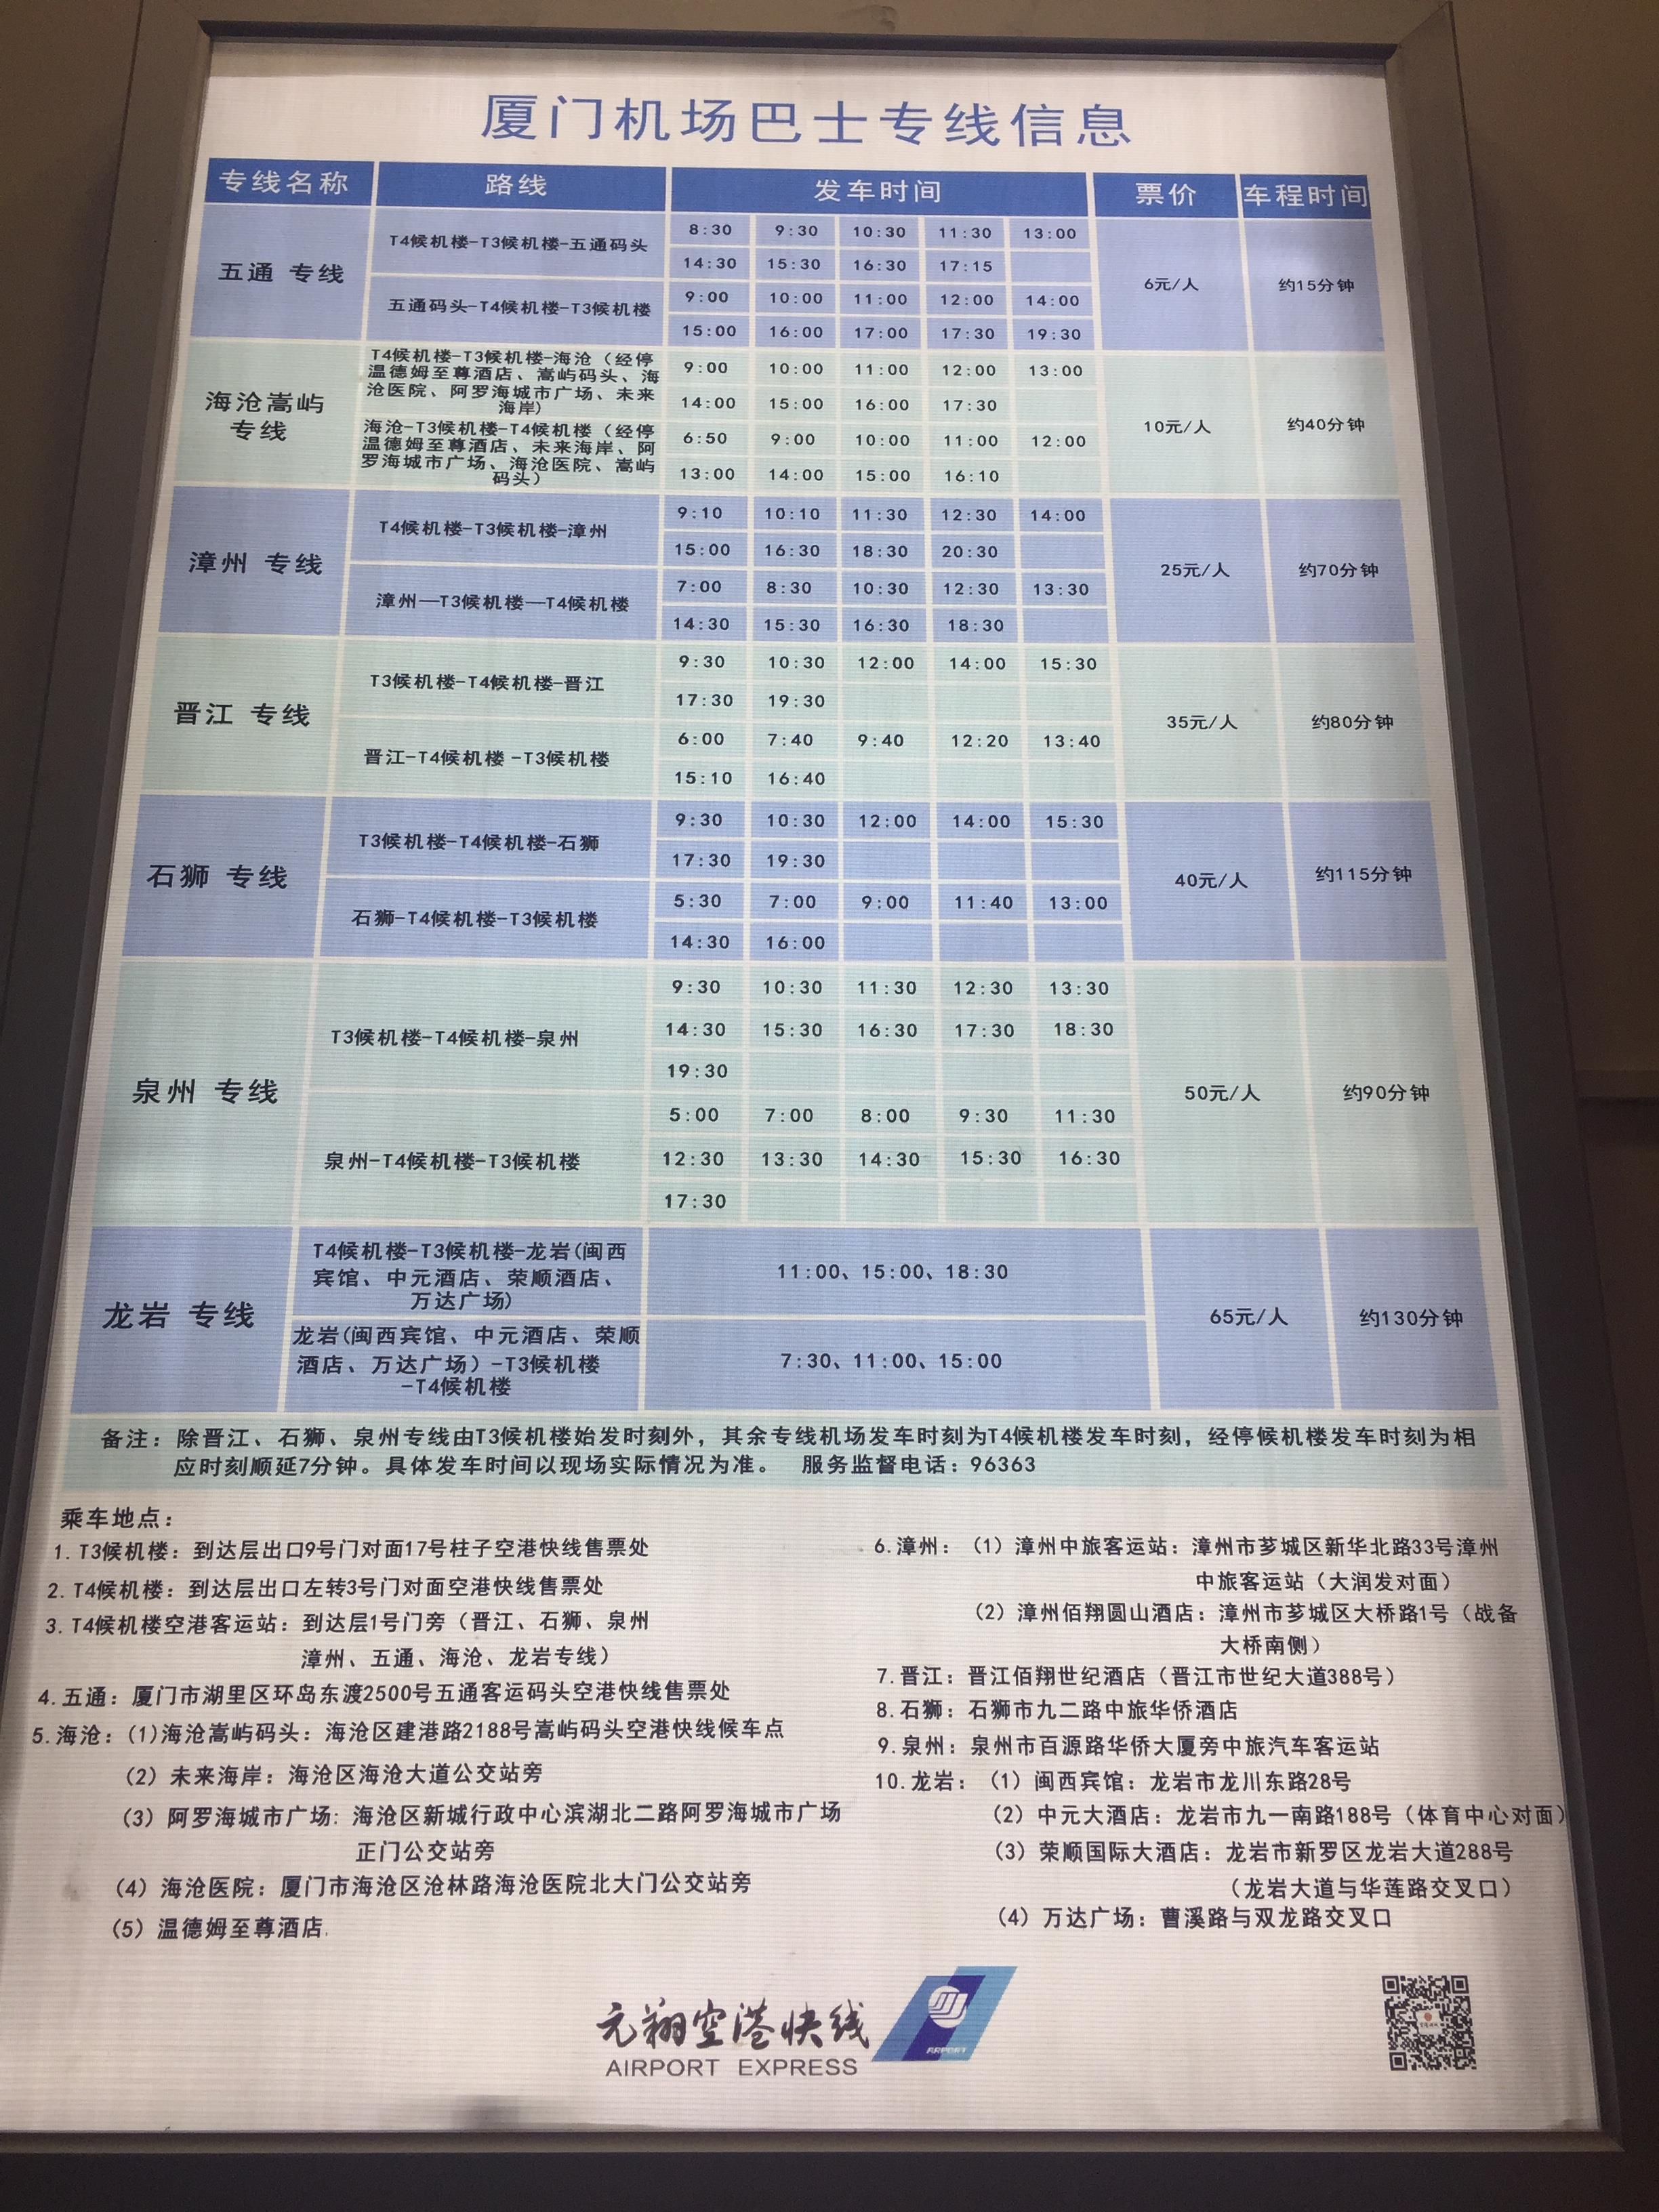 厦门机场巴士专线信息
专线名称 路线 发车时间 票价 车程时间
五通 专线
T4候机楼-T3候机楼-五通码头
8:30 9:30 10:30 11:30 13:00
14:30 15:30 16:30 17:15
五通码头-T4候机楼-T3候机楼
9:00 10:00 11:00 12:00 14:00
15:00 16:00 17:00 17:30 19:30
6元/人 约15分钟
海沧嵩屿
专线
T4候机楼-T3候机楼-海沧（经停
温德姆至尊酒店、嵩屿码头、海
沧医院、阿罗海城市广场、未来
海岸）
9:00 10:00 11:00 12:00 13:00
14:00 15:00 16:00 17:30
海沧-T3候机楼-T4候机楼（经停
温德姆至尊酒店、未来海岸、阿
罗海城市广场、海沧医院、嵩屿
码头）
6:50 9:00 10:00 11:00 12:00
13:00 14:00 15:00 16:10
10元/人 约40分钟
漳州 专线
T4候机楼-T3候机楼-漳州
9:10 10:10 11:30 12:30 14:00
15:00 16:30 18:30 20:30
漳州—T3候机楼—T4候机楼
7:00 8:30 10:30 12:30 13:30
14:30 15:30 16:30 18:30
25元/人 约70分钟
晋江 专线
T3候机楼-T4候机楼-晋江
9:30 10:30 12:00 14:00 15:30
17:30 19:30
晋江-T4候机楼 -T3候机楼
6:00 7:40 9:40 12:20 13:40
15:10 16:40
35元/人 约80分钟
石狮 专线
T3候机楼-T4候机楼-石狮
9:30 10:30 12:00 14:00 15:30
17:30 19:30
石狮-T4候机楼-T3候机楼
5:30 7:00 9:00 11:40 13:00
14:30 16:00
40元/人 约115分钟
泉州 专线
T3候机楼-T4候机楼-泉州
9:30 10:30 11:30 12:30 13:30
14:30 15:30 16:30 17:30 18:30
19:30
泉州-T4候机楼-T3候机楼
5:00 7:00 8:00 9:30 11:30
12:30 13:30 14:30 15:30 16:30
17:30
50元/人 约90分钟
龙岩 专线
T4候机楼-T3候机楼-龙岩(闽西
宾馆、中元酒店、荣顺酒店、
万达广场)
11:00、15:00、18:30
龙岩(闽西宾馆、中元酒店、荣顺
酒店、万达广场）-T3候机楼
-T4候机楼
7:30、11:00、15:00
65元/人 约130分钟
备注：除晋江、石狮、泉州专线由T3候机楼始发时刻外，其余专线机场发车时刻为T4候机楼发车时刻，经停候机楼发车时刻为相
应时刻顺延7分钟。具体发车时间以现场实际情况为准。 服务监督电话：96363
乘车地点：
1.T3候机楼：到达层出口9号门对面17号柱子空港快线售票处
2.T4候机楼：到达层出口左转3号门对面空港快线售票处
3.T4候机楼空港客运站：到达层1号门旁（晋江、石狮、泉州
漳州、五通、海沧、龙岩专线）
4.五通：厦门市湖里区环岛东渡2500号五通客运码头空港快线售票处
5.海沧：(1)海沧嵩屿码头：海沧区建港路2188号嵩屿码头空港快线候车点
（2）未来海岸：海沧区海沧大道公交站旁
（3）阿罗海城市广场：海沧区新城行政中心滨湖北二路阿罗海城市广场
正门公交站旁
（4）海沧医院：厦门市海沧区沧林路海沧医院北大门公交站旁
（5）温德姆至尊酒店.
6.漳州：（1）漳州中旅客运站：漳州市芗城区新华北路33号漳州
中旅客运站（大润发对面）
（2）漳州佰翔圆山酒店：漳州市芗城区大桥路1号（战备
大桥南侧）
7.晋江：晋江佰翔世纪酒店（晋江市世纪大道388号）
8.石狮：石狮市九二路中旅华侨酒店
9.泉州：泉州市百源路华侨大厦旁中旅汽车客运站
10.龙岩：（1）闽西宾馆：龙岩市龙川东路28号
（2）中元大酒店：龙岩市九一南路188号（体育中心对面）
（3）荣顺国际大酒店：龙岩市新罗区龙岩大道288号
（龙岩大道与华莲路交叉口）
（4）万达广场：曹溪路与双龙路交叉口
元翔空港快线
AIRPORT EXPRESS
AIRPORT